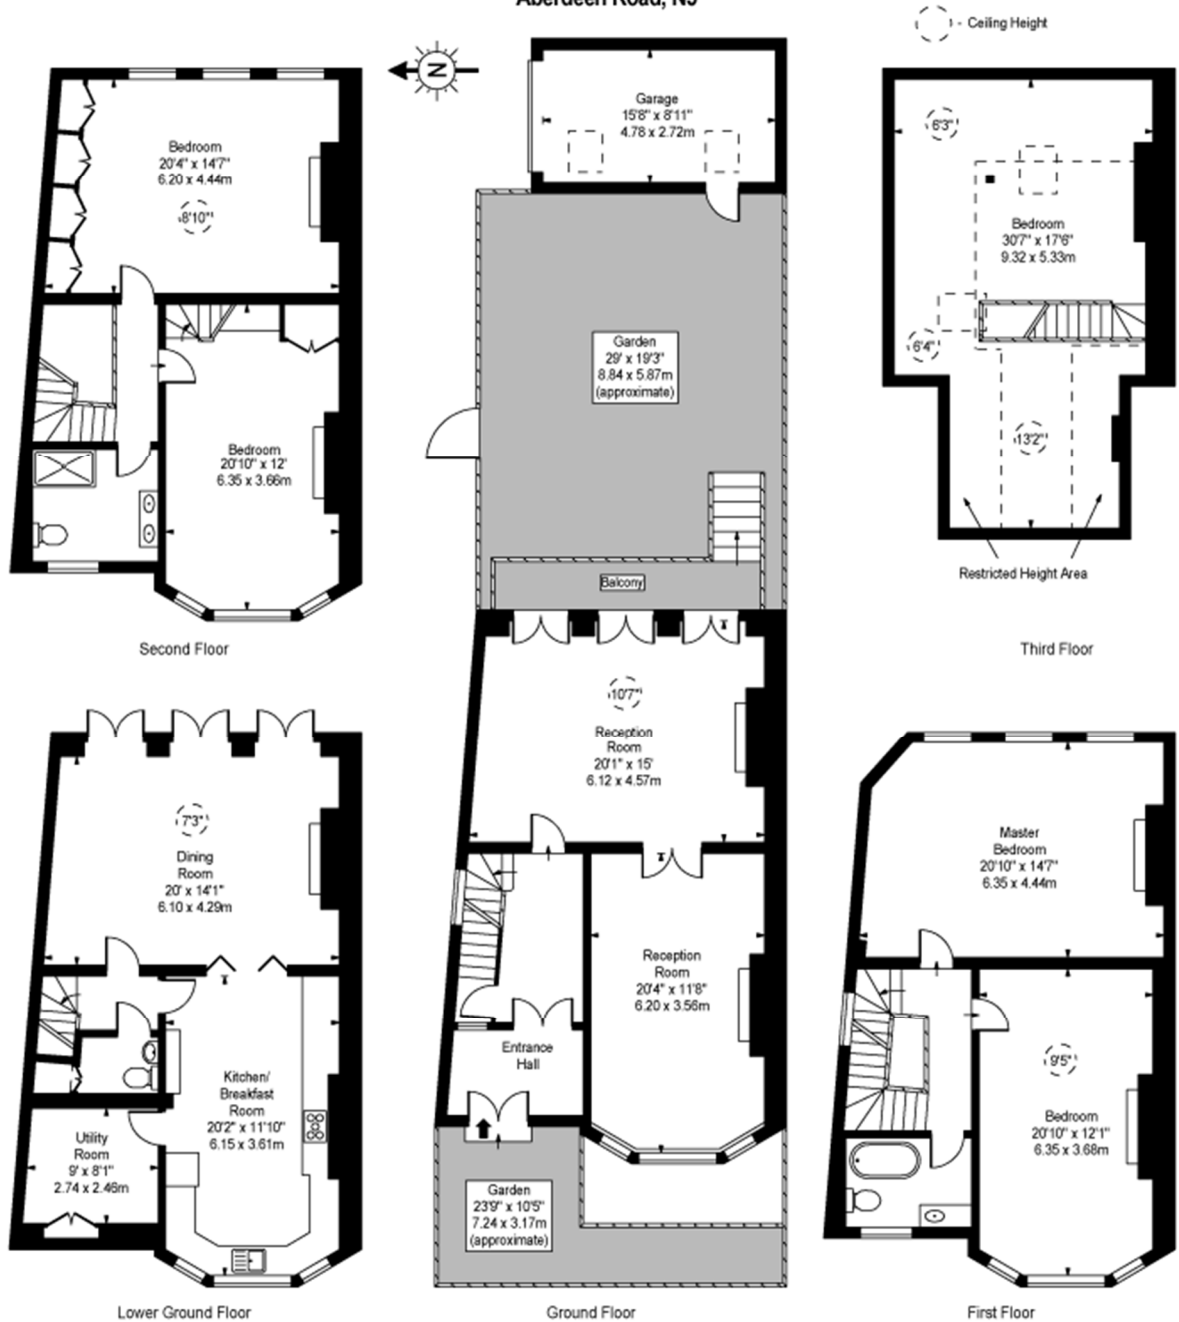 Aberdeen Road, N5
- Ceiling Height
N
Bedroom
20'4" x 14'7"
6.20 x 4.44m
8'10"
Bedroom
20'10" x 12'
6.35 x 3.66m
Second Floor
Garage
15'8" x 8'11"
4.78 x 2.72m
Garden
29' x 19'3"
8.84 x 5.87m
(approximate)
Balcony
6'3"
Bedroom
30'7" x 17'6"
9.32 x 5.33m
6'4"
13'2"
Restricted Height Area
Third Floor
7'3"
Dining
Room
20' x 14'1"
6.10 x 4.29m
Kitchen/
Breakfast
Room
20'2" x 11'10"
6.15 x 3.61m
Utility
Room
9' x 8'1"
2.74 x 2.46m
Lower Ground Floor
10'7"
Reception
Room
20'1" x 15'
6.12 x 4.57m
Reception
Room
20'4" x 11'8"
6.20 x 3.56m
Entrance
Hall
Garden
23'9" x 10'5"
7.24 x 3.17m
(approximate)
Ground Floor
Master
Bedroom
20'10" x 14'7"
6.35 x 4.44m
9'5"
Bedroom
20'10" x 12'1"
6.35 x 3.68m
First Floor